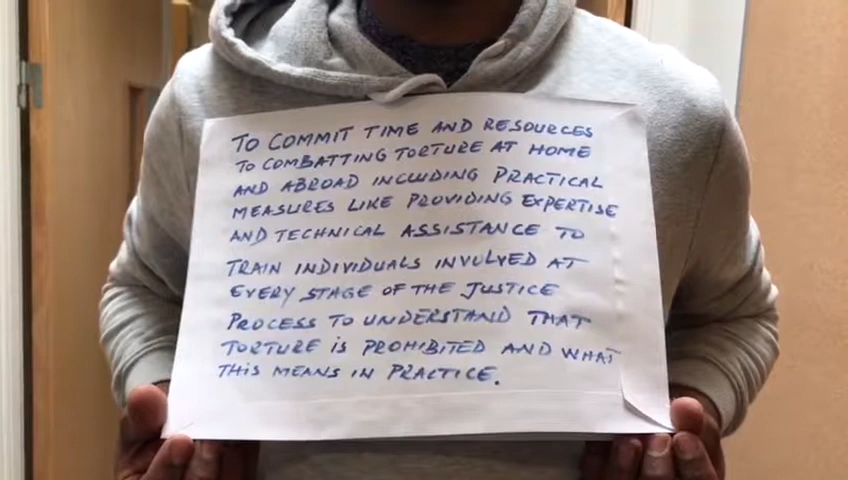 TO COMMIT TIME AND RESOURCES
TO COMBATTING TORTURE AT HOME
AND ABROAD INCLUDING PRACTICAL
MEASURES LIKE PROVIDING EXPERTISE
AND TECHNICAL ASSISTANCE TO
TRAIN INDIVIDUALS INVOLVED AT
EVERY STAGE OF THE JUSTICE
PROCESS TO UNDERSTAND THAT
TORTURE IS PROHIBITED AND WHAT
THIS MEANS IN PRACTICE.